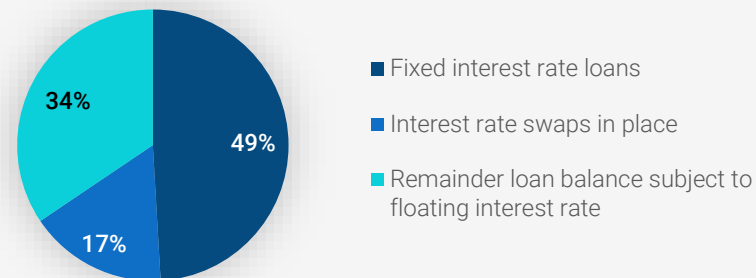 34%
49%
17%
Fixed interest rate loans
Interest rate swaps in place
Remainder loan balance subject to
floating interest rate